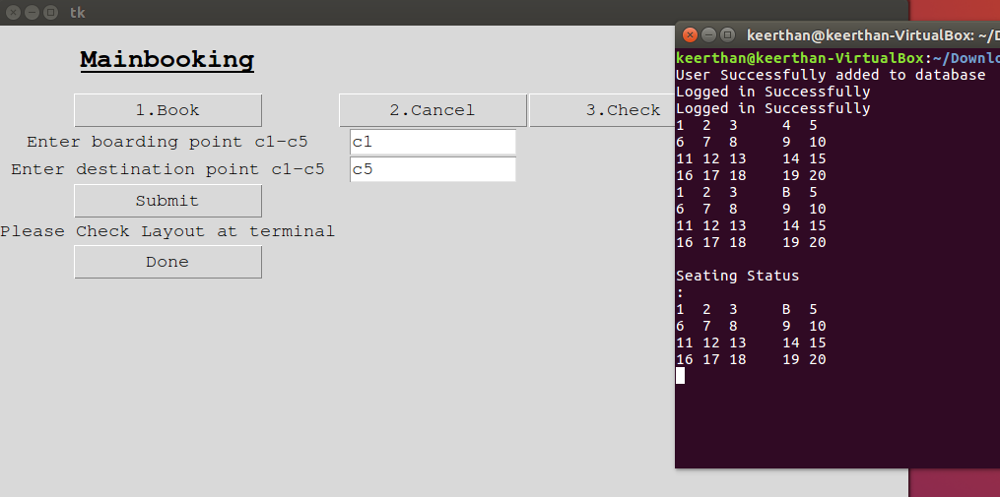 tk
Mainbooking
1.Book 2.Cancel 3.Check
Enter boarding point c1-c5 c1
Enter destination point c1-c5 c5
Submit
Please Check Layout at terminal
Done
keerthan@keerthan-VirtualBox: ~/D
keerthan@keerthan-VirtualBox:~/Downlo
User Successfully added to database
Logged in Successfully
Logged in Successfully
1 2 3 4 5
6 7 8 9 10
11 12 13 14 15
16 17 18 19 20
1 2 3 B 5
6 7 8 9 10
11 12 13 14 15
16 17 18 19 20
Seating Status
:
1 2 3 B 5
6 7 8 9 10
11 12 13 14 15
16 17 18 19 20